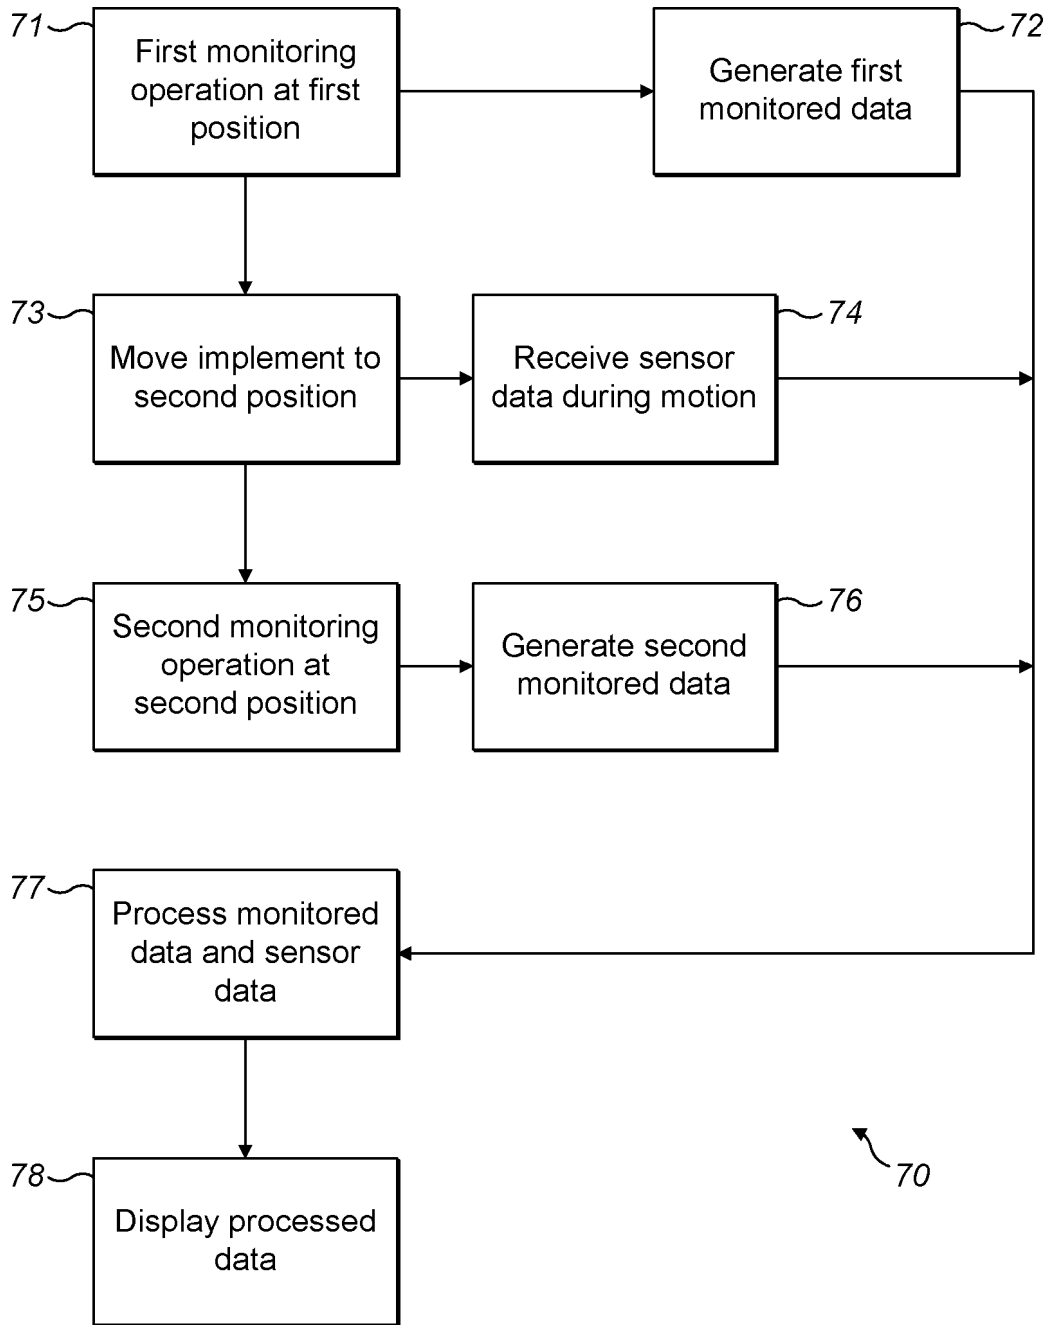 71
First monitoring
operation at first
position
72
Generate first
monitored data
73
Move implement to
second position
74
Receive sensor
data during motion
75
Second monitoring
operation at
second position
76
Generate second
monitored data
77
Process monitored
data and sensor
data
78
Display processed
data
70